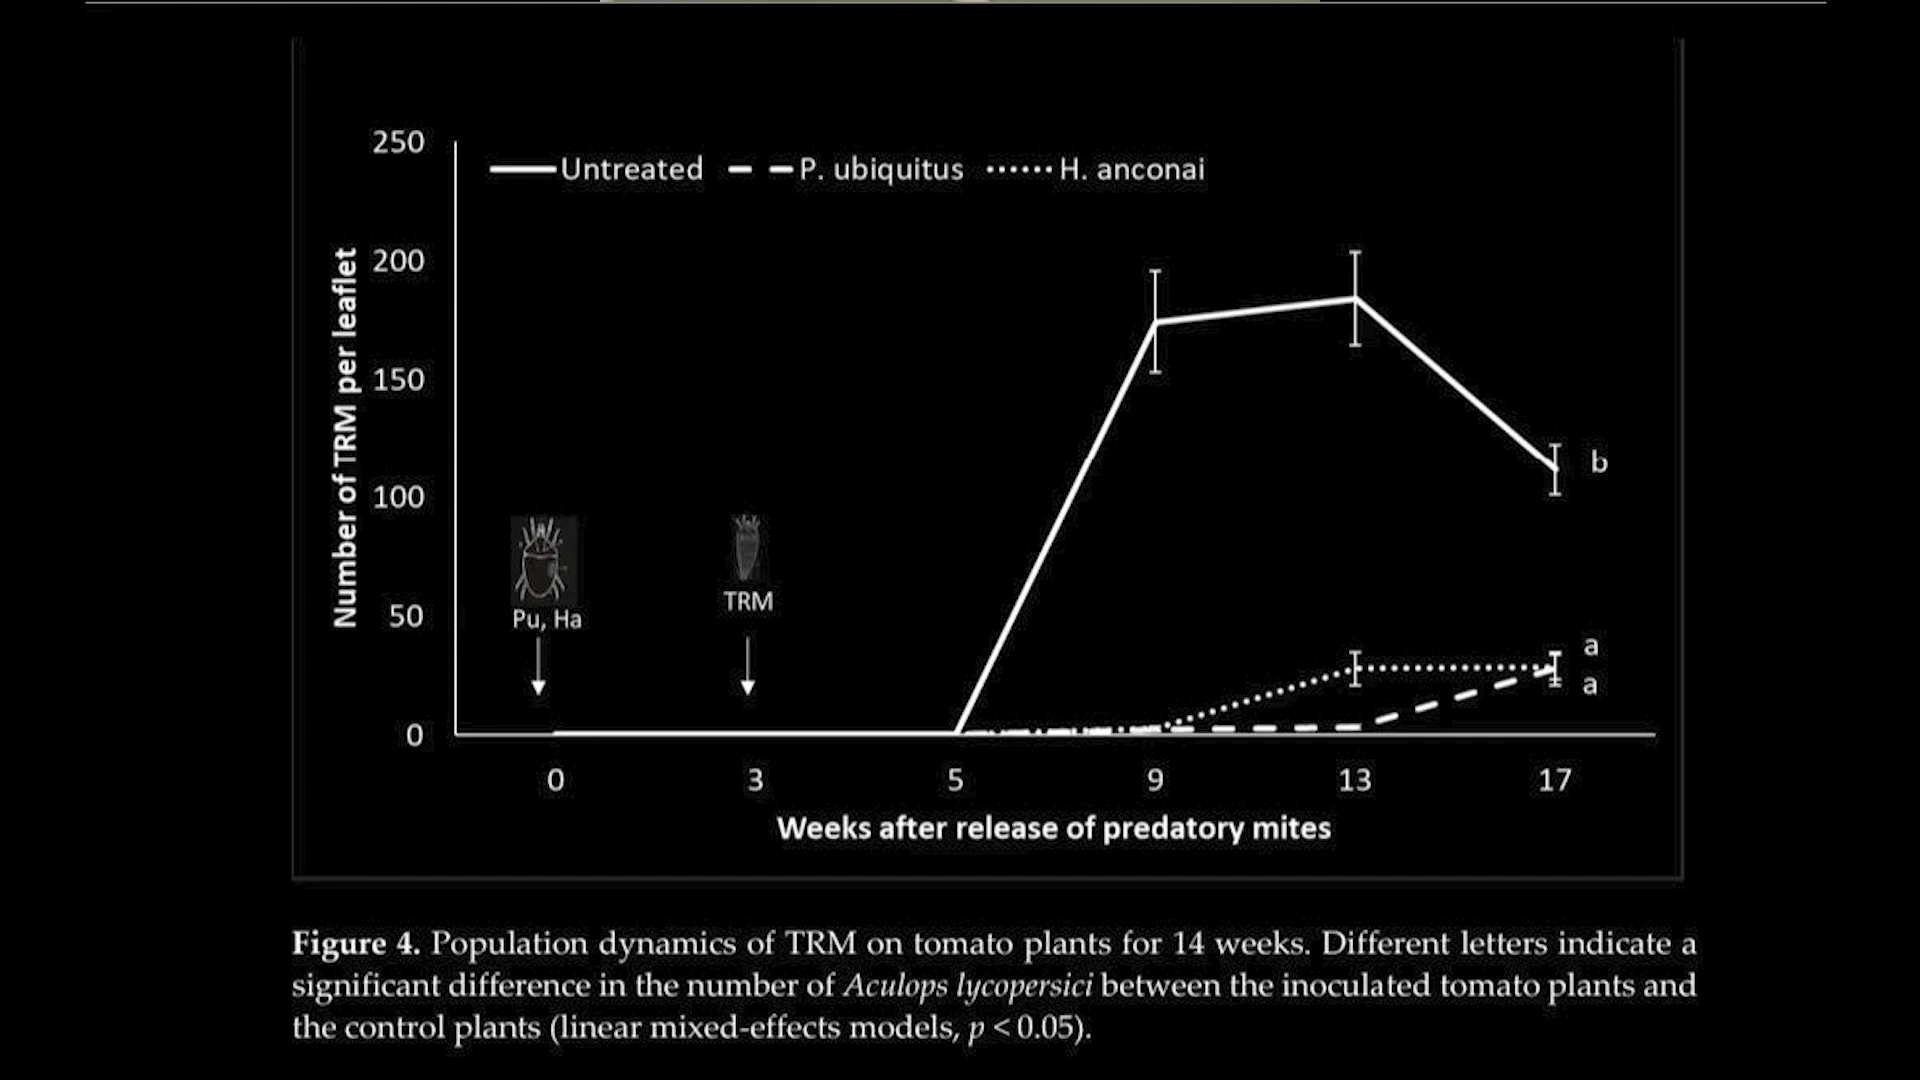 250
Untreated P. ubiquitus H. anconai
200
150
100
50
0
Number of TRM per leaflet
Pu, Ha
TRM
b
a
a
0 3 5 9 13 17
Weeks after release of predatory mites
Figure 4. Population dynamics of TRM on tomato plants for 14 weeks. Different letters indicate a
significant difference in the number of Aculops lycopersici between the inoculated tomato plants and
the control plants (linear mixed-effects models, p < 0.05).